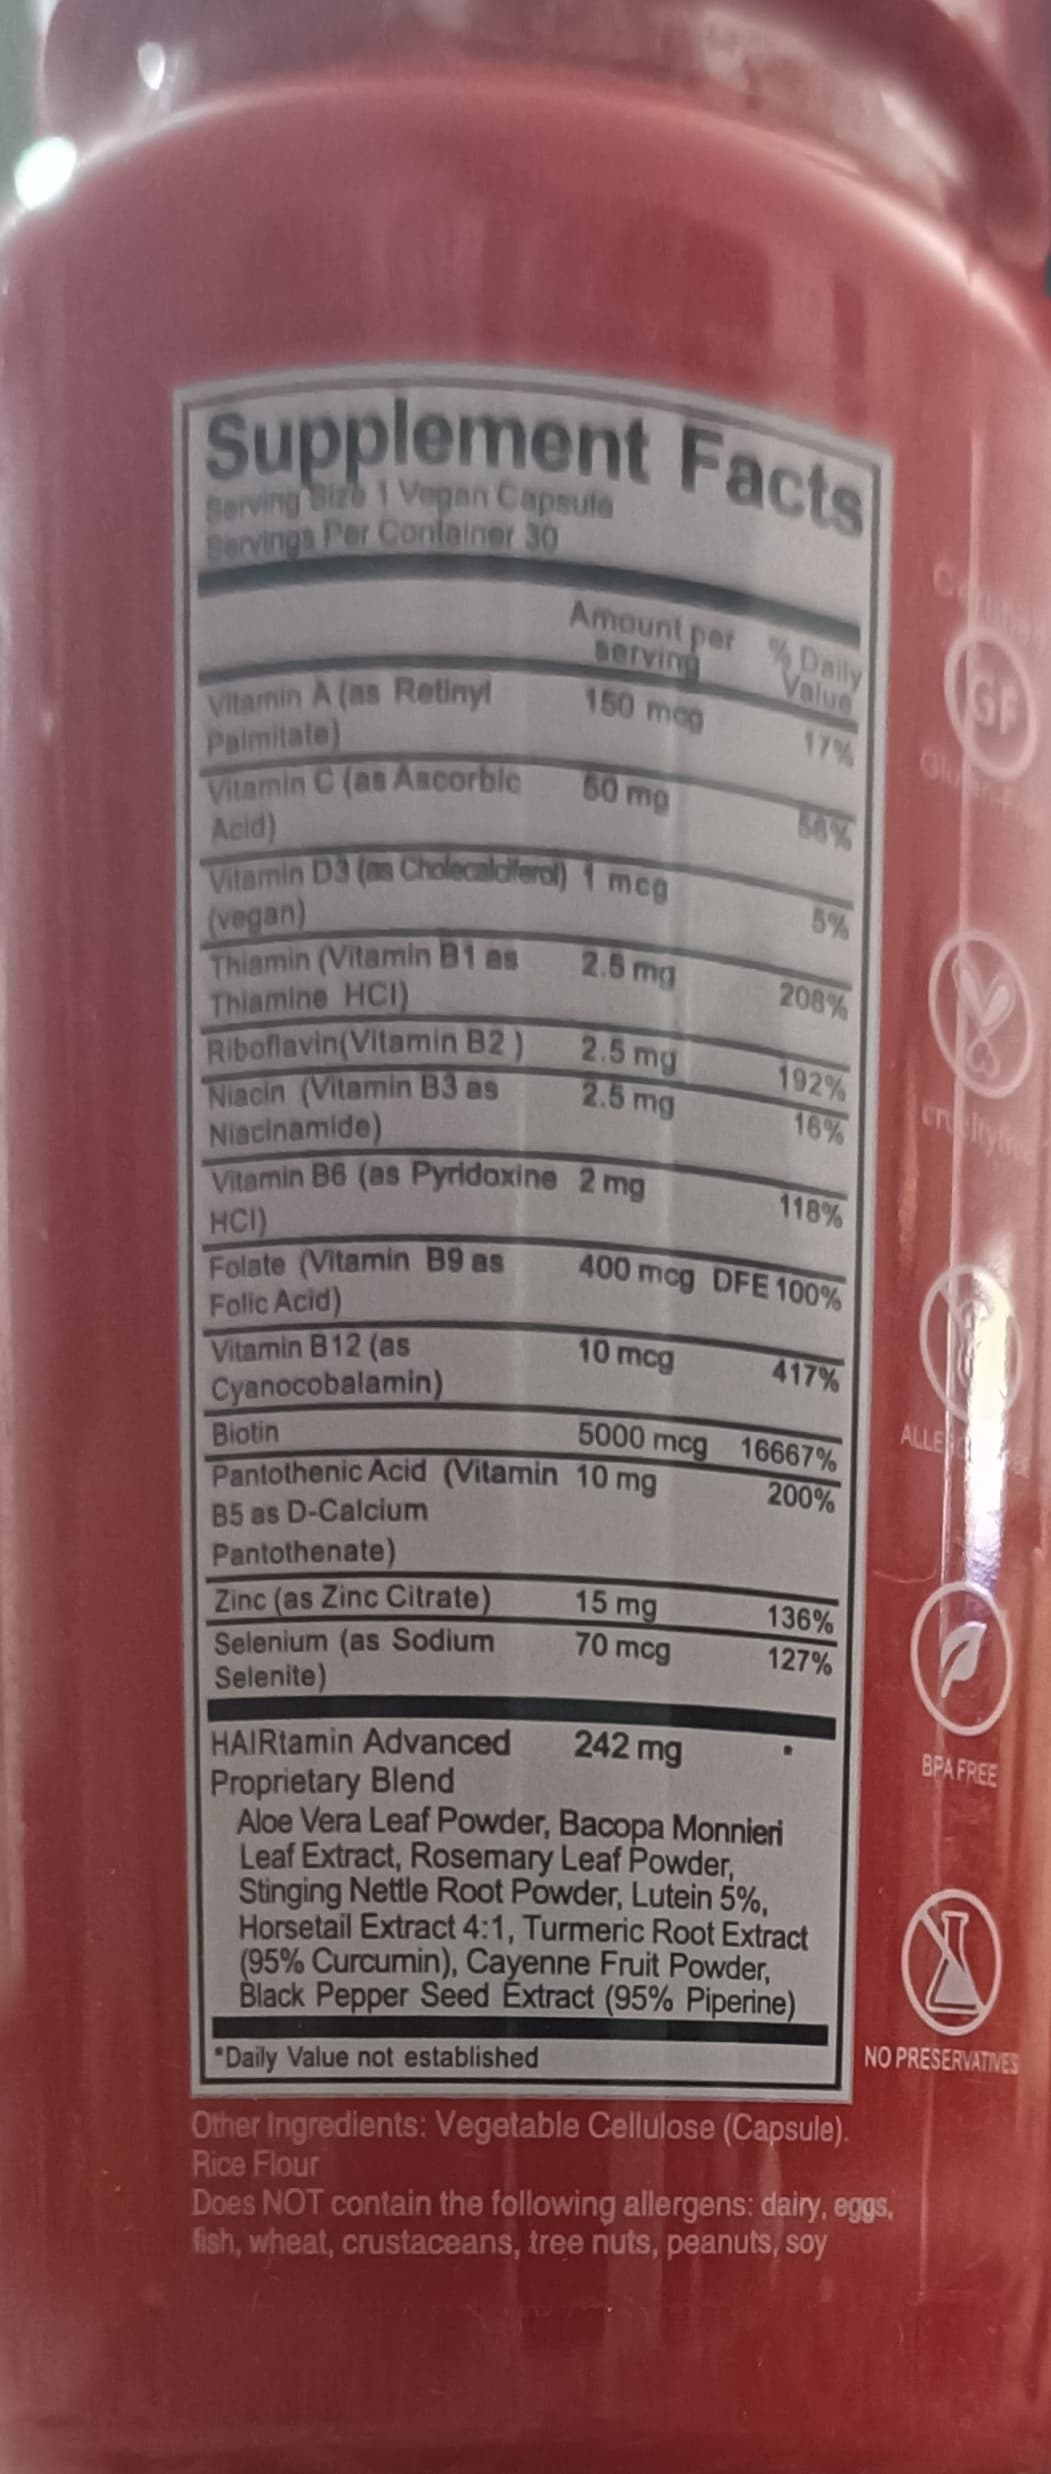 Supplement Facts
Serving Size 1 Vegan Capsule
Servings Per Container 30
Amount per serving % Daily Value
Vitamin A (as Retinyl 150 mcg 17%
Palmitate)
Vitamin C (as Ascorbic 50 mg 56%
Acid)
Vitamin D3 (as Cholecalciferol) 1 mcg 5%
(vegan)
Thiamin (Vitamin B1 as 2.5 mg 208%
Thiamine HCI)
Riboflavin(Vitamin B2 ) 2.5 mg 192%
Niacin (Vitamin B3 as 2.5 mg 16%
Niacinamide)
Vitamin B6 (as Pyridoxine 2 mg 118%
HCI)
Folate (Vitamin B9 as 400 mcg DFE 100%
Folic Acid)
Vitamin B12 (as 10 mcg 417%
Cyanocobalamin)
Biotin 5000 mcg 16667%
Pantothenic Acid (Vitamin 10 mg 200%
B5 as D-Calcium
Pantothenate)
Zinc (as Zinc Citrate) 15 mg 136%
Selenium (as Sodium 70 mcg 127%
Selenite)
HAIRtamin Advanced 242 mg *
Proprietary Blend
Aloe Vera Leaf Powder, Bacopa Monnieri
Leaf Extract, Rosemary Leaf Powder,
Stinging Nettle Root Powder, Lutein 5%,
Horsetail Extract 4:1, Turmeric Root Extract
(95% Curcumin), Cayenne Fruit Powder,
Black Pepper Seed Extract (95% Piperine)
*Daily Value not established
Other Ingredients: Vegetable Cellulose (Capsule).
Rice Flour
Does NOT contain the following allergens: dairy, eggs,
fish, wheat, crustaceans, tree nuts, peanuts, soy
GF
BPA FREE
NO PRESERVATIVES